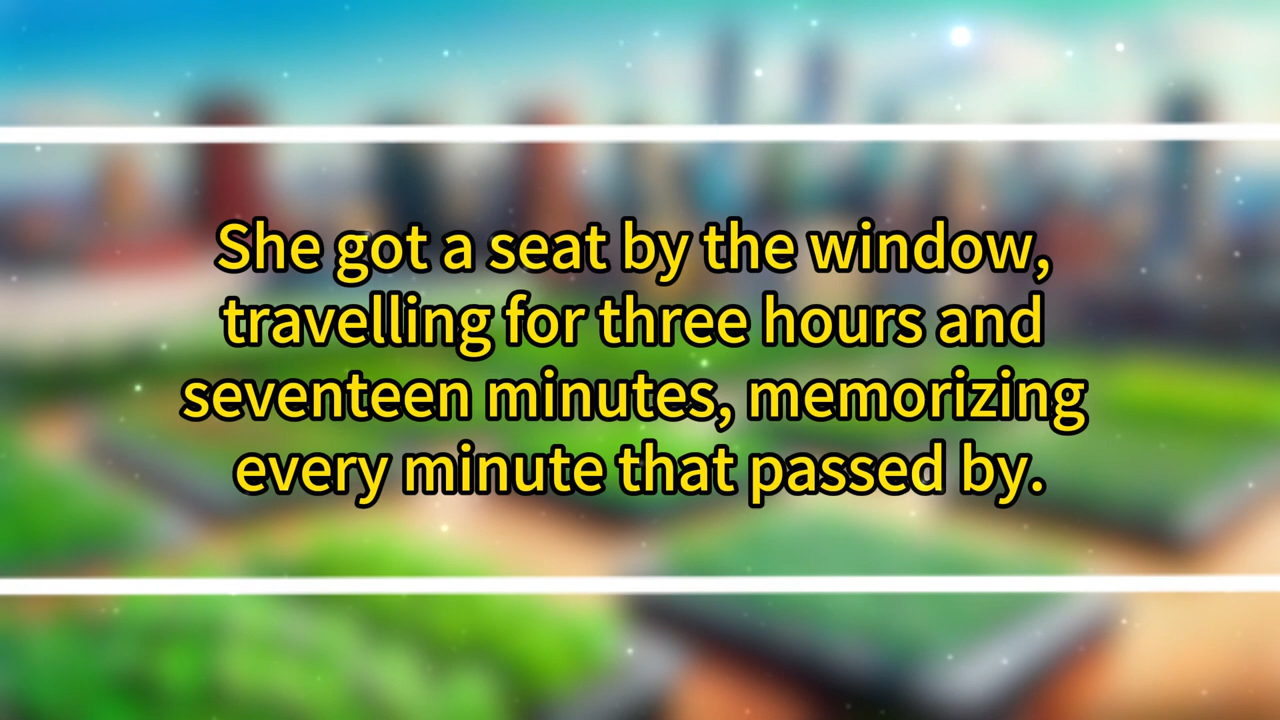 She got a seat by the window,
travelling for three hours and
seventeen minutes, memorizing
every minute that passed by.